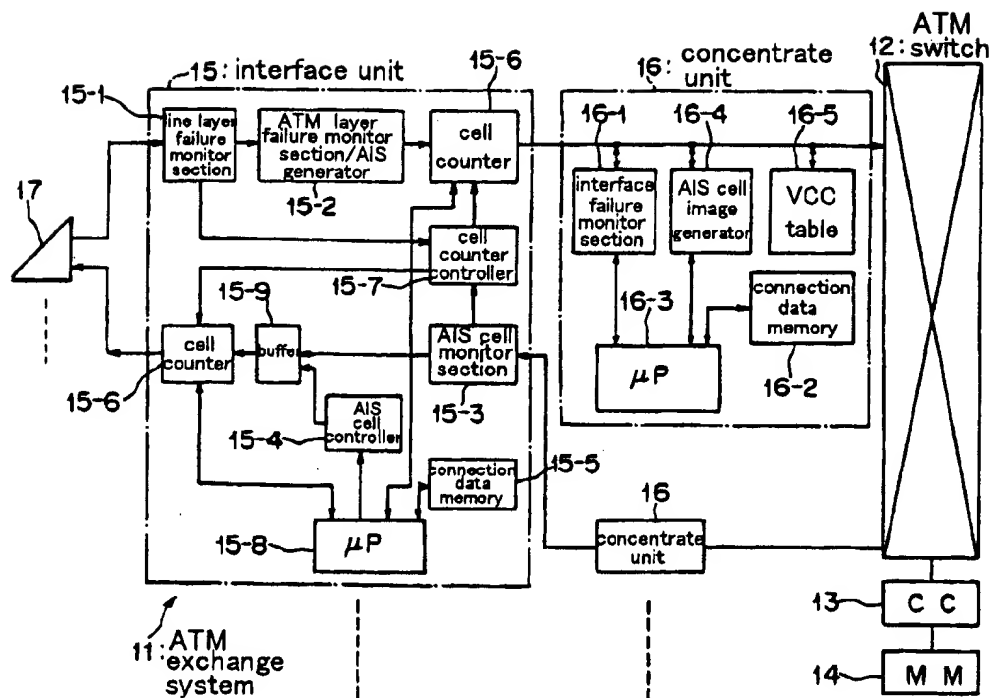 ATM
12: switch
15: interface unit
15-6
16: concentrate
unit
15-1
line layer
failure
monitor
section
ATM layer
failure monitor
section/AIS
generator
15-2
cell
counter
16-1
16-4
16-5
interface
failure
monitor
section
AIS cell
image
generator
VCC
table
17
cell
counter
controller
15-7
15-9
16-3
connection
data
memory
16-2
μP
cell
counter
15-6
buffer
AIS cell
monitor
section
15-3
15-4
AIS
cell
controller
15-5
connection
data
memory
15-8
μP
16
concentrate
unit
13
C C
14
M M
11: ATM
exchange
system